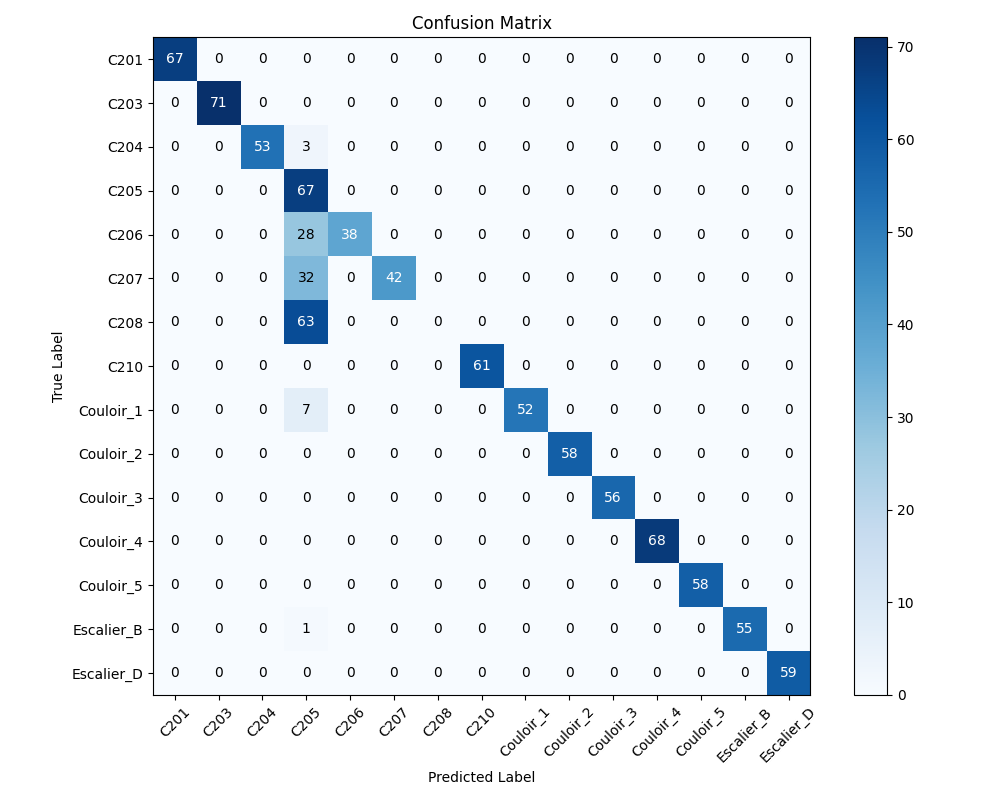 Confusion Matrix
True Label
C201 67 0 0 0 0 0 0 0 0 0 0 0 0 0 0
C203 0 71 0 0 0 0 0 0 0 0 0 0 0 0 0
C204 0 0 53 3 0 0 0 0 0 0 0 0 0 0 0
C205 0 0 0 67 0 0 0 0 0 0 0 0 0 0 0
C206 0 0 0 28 38 0 0 0 0 0 0 0 0 0 0
C207 0 0 0 32 0 42 0 0 0 0 0 0 0 0 0
C208 0 0 0 63 0 0 0 0 0 0 0 0 0 0 0
C210 0 0 0 0 0 0 0 61 0 0 0 0 0 0 0
Couloir_1 0 0 0 7 0 0 0 0 52 0 0 0 0 0 0
Couloir_2 0 0 0 0 0 0 0 0 0 58 0 0 0 0 0
Couloir_3 0 0 0 0 0 0 0 0 0 0 56 0 0 0 0
Couloir_4 0 0 0 0 0 0 0 0 0 0 0 68 0 0 0
Couloir_5 0 0 0 0 0 0 0 0 0 0 0 0 58 0 0
Escalier_B 0 0 0 1 0 0 0 0 0 0 0 0 0 55 0
Escalier_D 0 0 0 0 0 0 0 0 0 0 0 0 0 0 59
C201 C203 C204 C205 C206 C207 C208 C210 Couloir_1 Couloir_2 Couloir_3 Couloir_4 Couloir_5 Escalier_B Escalier_D
Predicted Label
70
60
50
40
30
20
10
0